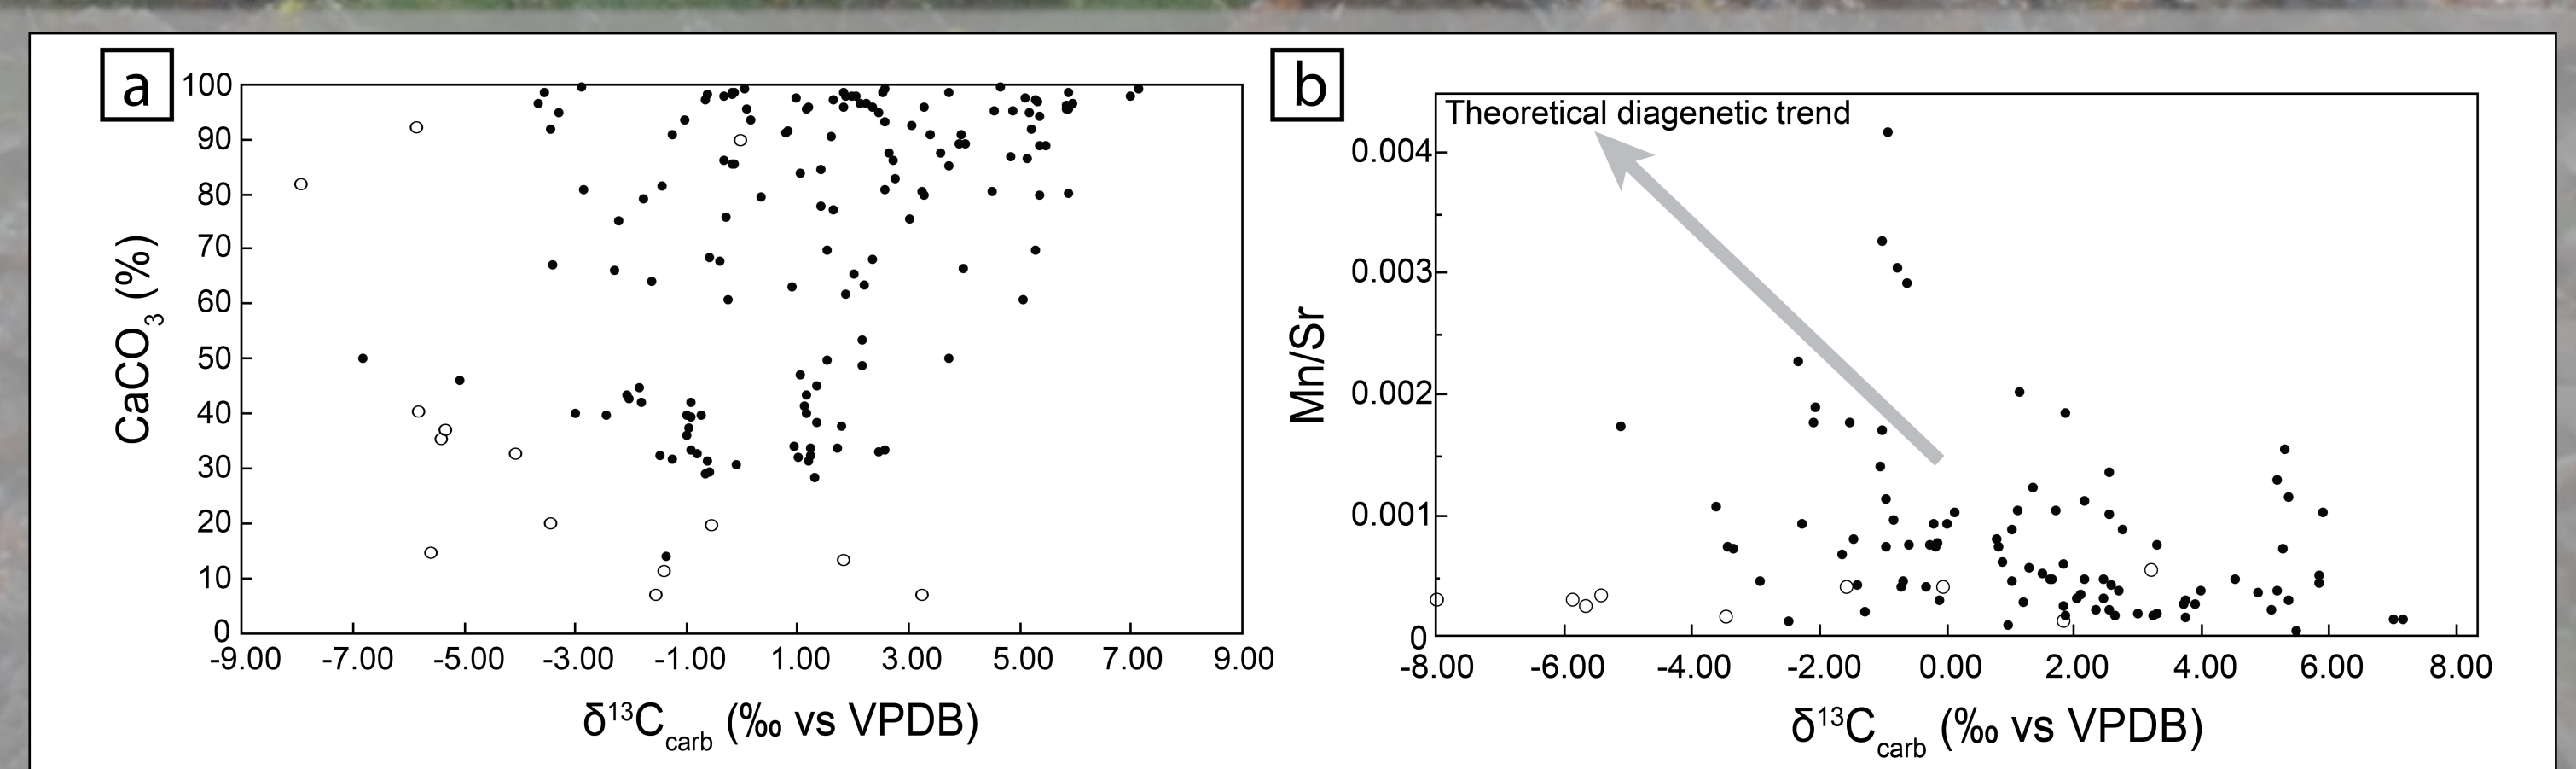 a
100
90
80
70
60
50
40
30
20
10
0
CaCO₃ (%)
-9.00 -7.00 -5.00 -3.00 -1.00 1.00 3.00 5.00 7.00 9.00
δ¹³Ccarb (‰ vs VPDB)
b
Theoretical diagenetic trend
0.004
0.003
0.002
0.001
0
Mn/Sr
-8.00 -6.00 -4.00 -2.00 0.00 2.00 4.00 6.00 8.00
δ¹³Ccarb (‰ vs VPDB)